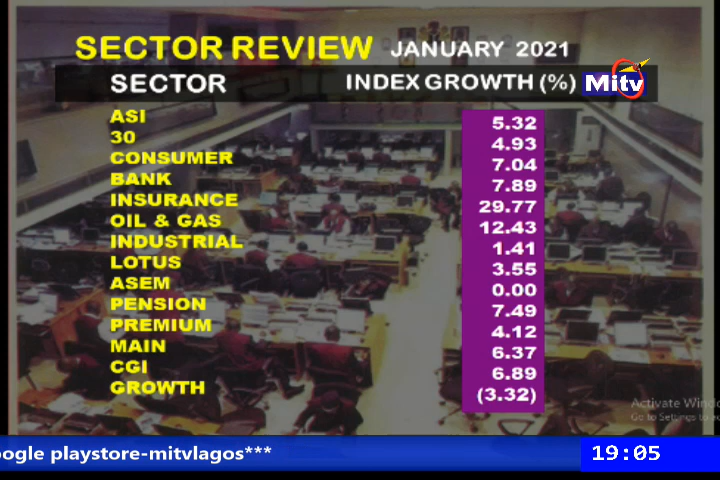 SECTOR REVIEW JANUARY 2021
SECTOR INDEX GROWTH (%) Mitv
ASI 5.32
30 4.93
CONSUMER 7.04
BANK 7.89
INSURANCE 29.77
OIL & GAS 12.43
INDUSTRIAL 1.41
LOTUS 3.55
ASEM 0.00
PENSION 7.49
PREMIUM 4.12
MAIN 6.37
CGI 6.89
GROWTH (3.32)
Activate Windo
Go to Settings to ac
ogle playstore-mitvlagos***
19:05